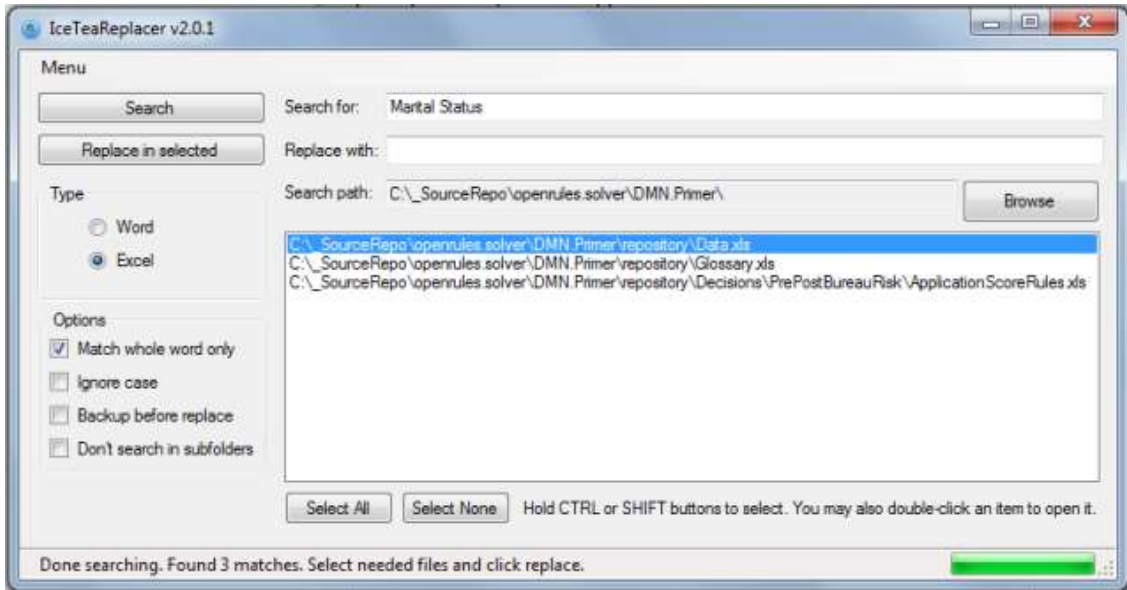 IceTeaReplacer v2.0.1
Menu
Search
Search for: Marital Status
Replace in selected
Replace with:
Type
Search path: C:\_SourceRepo\openrules.solver\DMN.Primer\
Browse
Word
Excel
C:\_SourceRepo\openrules.solver\DMN.Primer\repository\Data.xls
C:\_SourceRepo\openrules.solver\DMN.Primer\repository\Glossary.xls
C:\_SourceRepo\openrules.solver\DMN.Primer\repository\Decisions\PrePostBureauRisk\ApplicationScoreRules.xls
Options
Match whole word only
Ignore case
Backup before replace
Don't search in subfolders
Select All
Select None
Hold CTRL or SHIFT buttons to select. You may also double-click an item to open it.
Done searching. Found 3 matches. Select needed files and click replace.